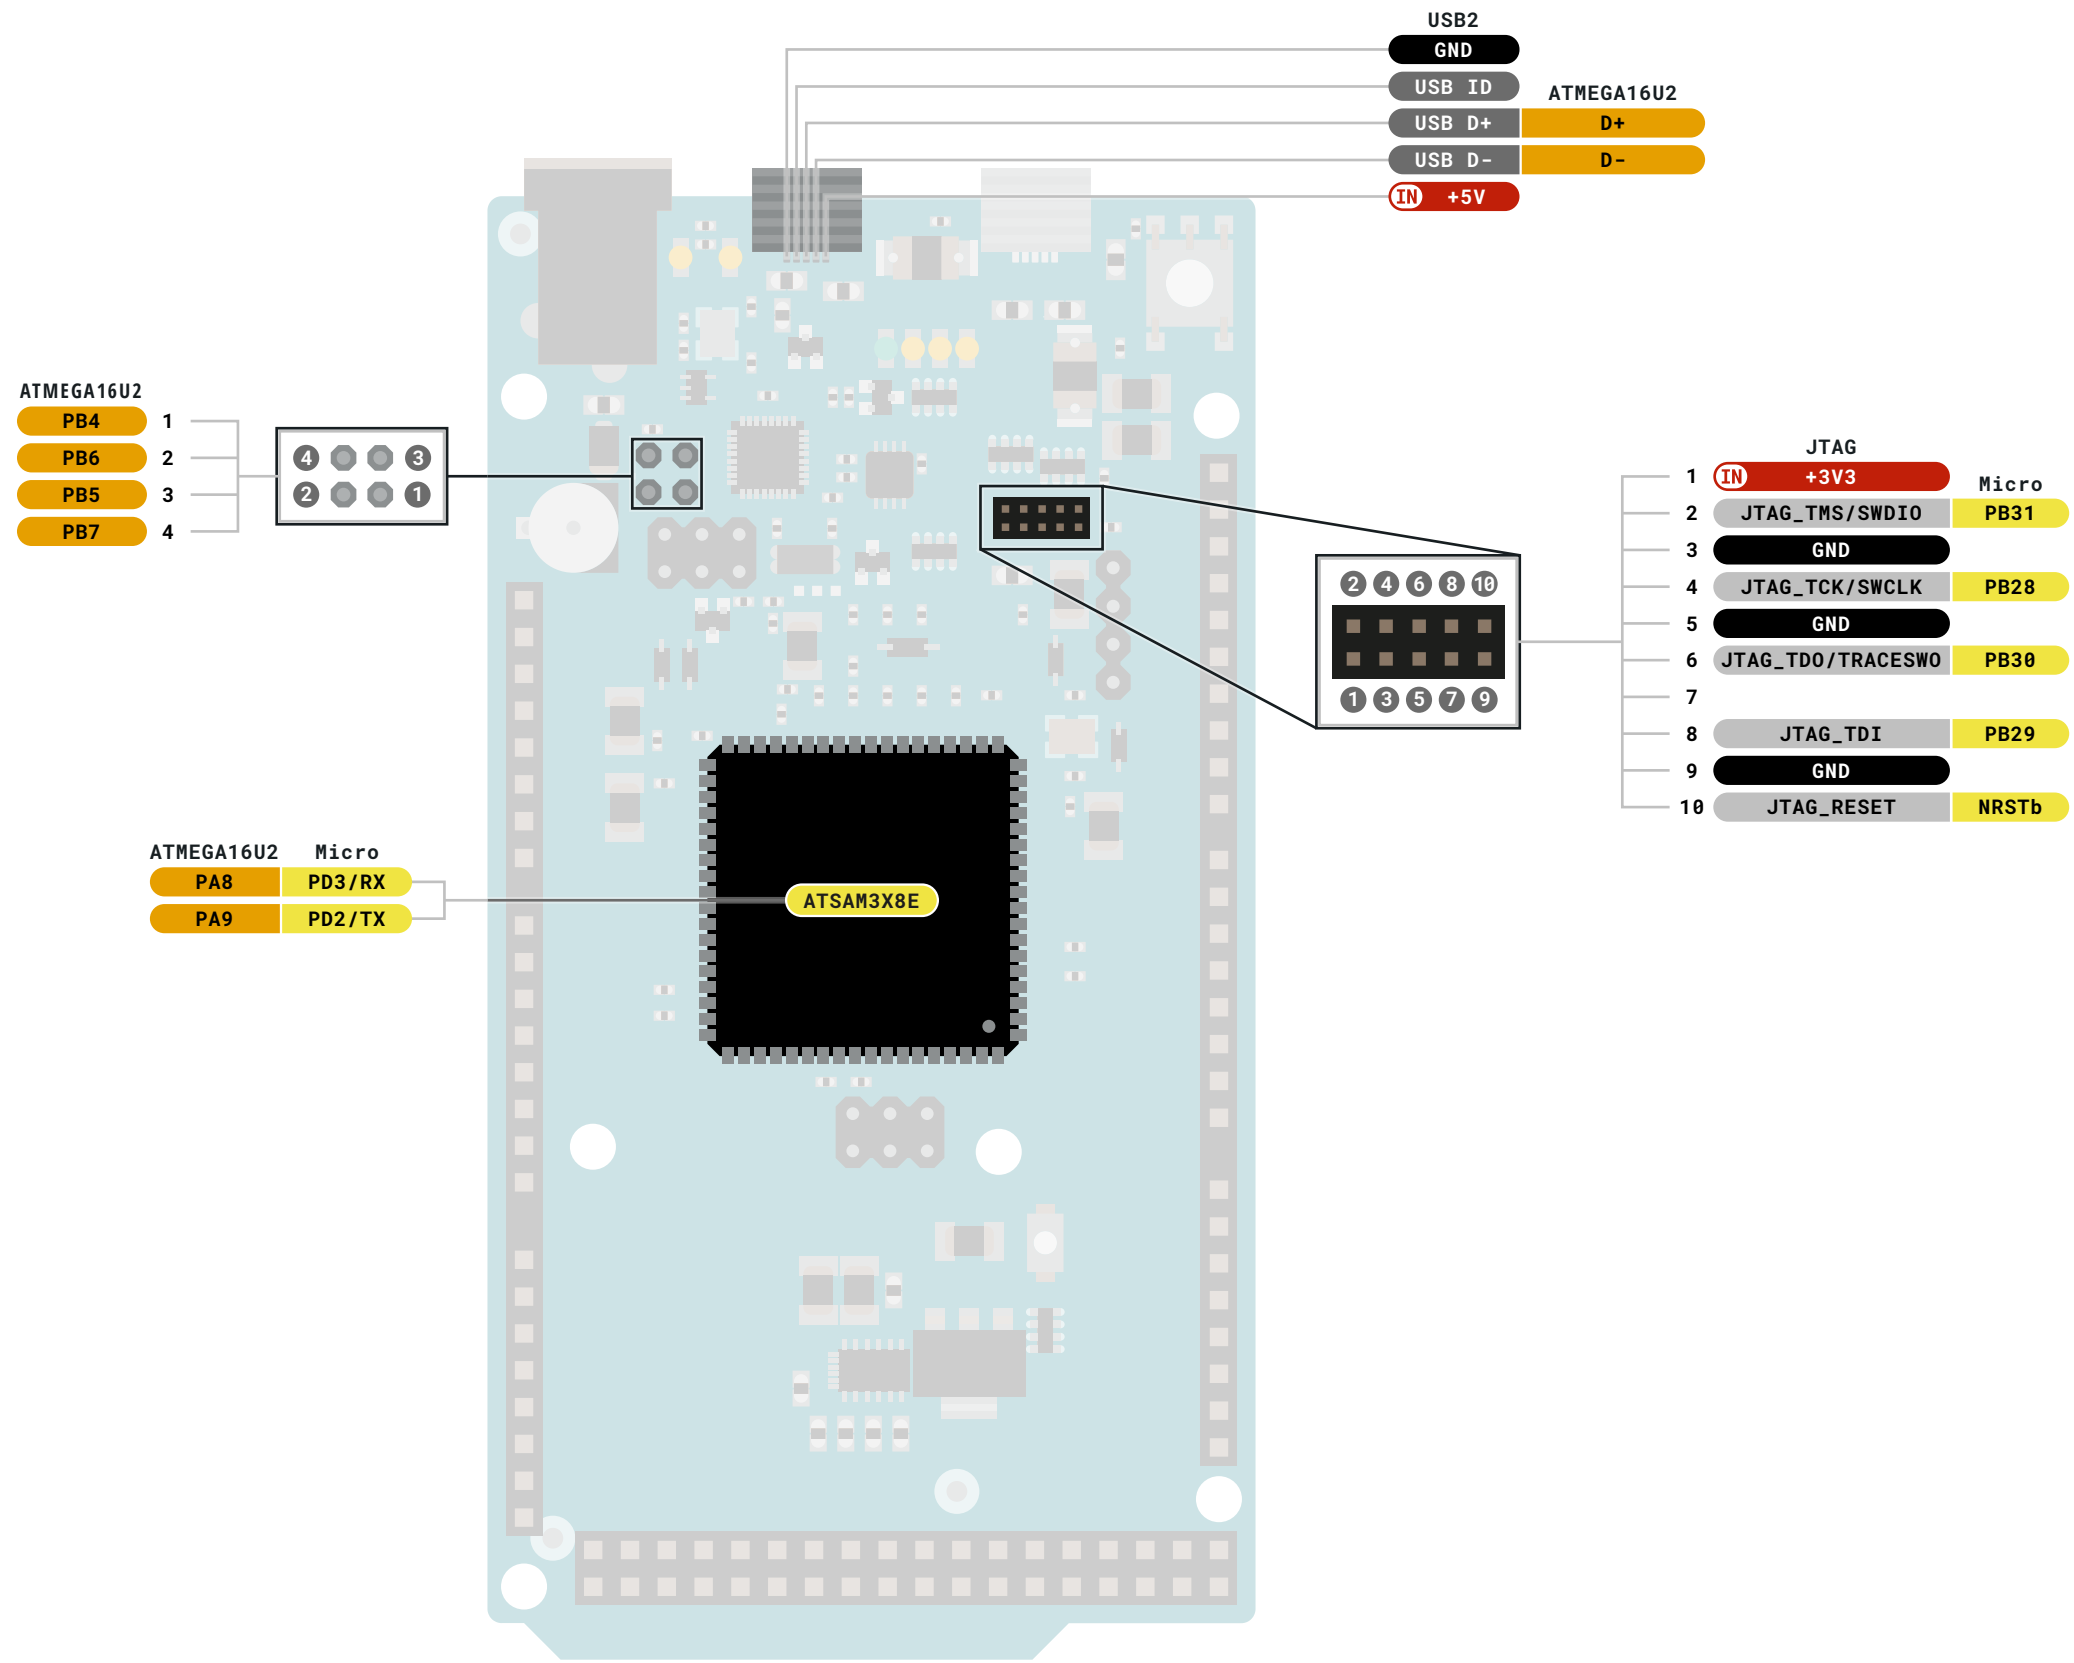 USB2
GND
USB ID
ATMEGA16U2
USB D+ D+
USB D- D-
IN +5V
ATMEGA16U2
PB4 1
PB6 2
PB5 3
PB7 4
4 3
2 1
JTAG
1 IN +3V3
Micro
2 JTAG_TMS/SWDIO PB31
3 GND
4 JTAG_TCK/SWCLK PB28
5 GND
6 JTAG_TDO/TRACESWO PB30
7
8 JTAG_TDI PB29
9 GND
10 JTAG_RESET NRSTb
2 4 6 8 10
1 3 5 7 9
ATMEGA16U2 Micro
PA8 PD3/RX
PA9 PD2/TX
ATSAM3X8E